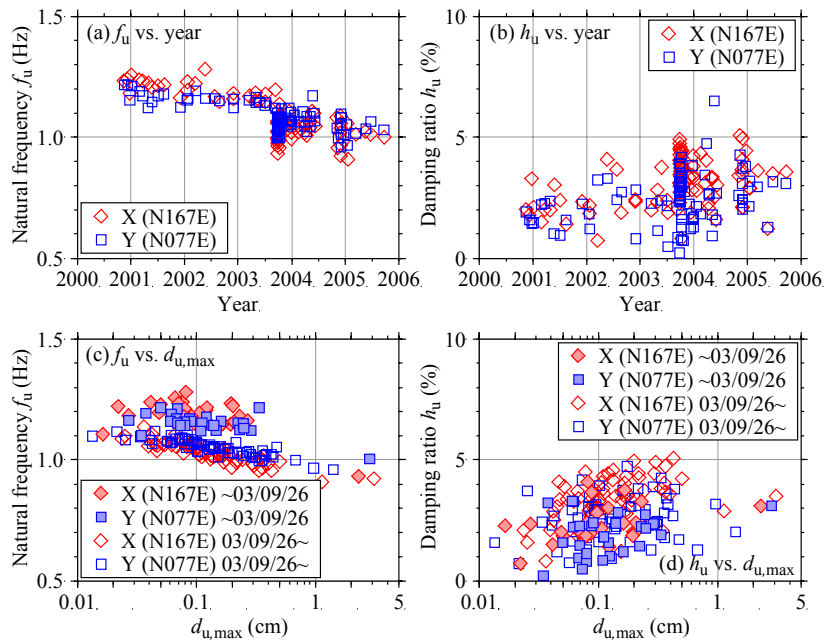 (a) fu vs. year
1.5
1.0
0.5
Natural frequency fu (Hz)
X (N167E)
Y (N077E)
2000. 2001. 2002. 2003. 2004. 2005. 2006.
Year.
(b) hu vs. year
X (N167E)
Y (N077E)
10
5
0
Damping ratio hu (%)
2000. 2001. 2002. 2003. 2004. 2005. 2006.
Year.
(c) fu vs. du,max
1.5
1.0
0.5
Natural frequency fu (Hz)
X (N167E) ~03/09/26
Y (N077E) ~03/09/26
X (N167E) 03/09/26~
Y (N077E) 03/09/26~
0.01 0.1 1. 5.
du,max (cm)
10
5
0
Damping ratio hu (%)
X (N167E) ~03/09/26
Y (N077E) ~03/09/26
X (N167E) 03/09/26~
Y (N077E) 03/09/26~
(d) hu vs. du,max
0.01 0.1 1. 5.
du,max (cm)